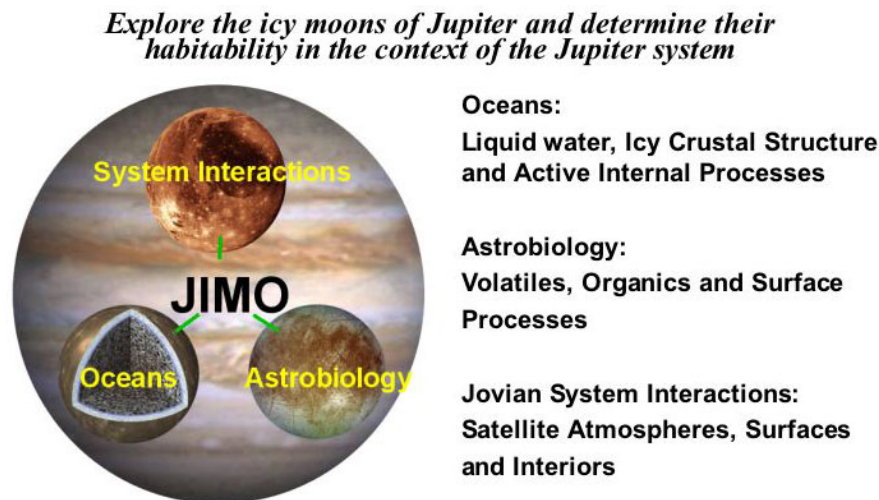 Explore the icy moons of Jupiter and determine their
habitability in the context of the Jupiter system
System Interactions
JIMO
Oceans
Astrobiology
Oceans:
Liquid water, Icy Crustal Structure
and Active Internal Processes
Astrobiology:
Volatiles, Organics and Surface
Processes
Jovian System Interactions:
Satellite Atmospheres, Surfaces
and Interiors